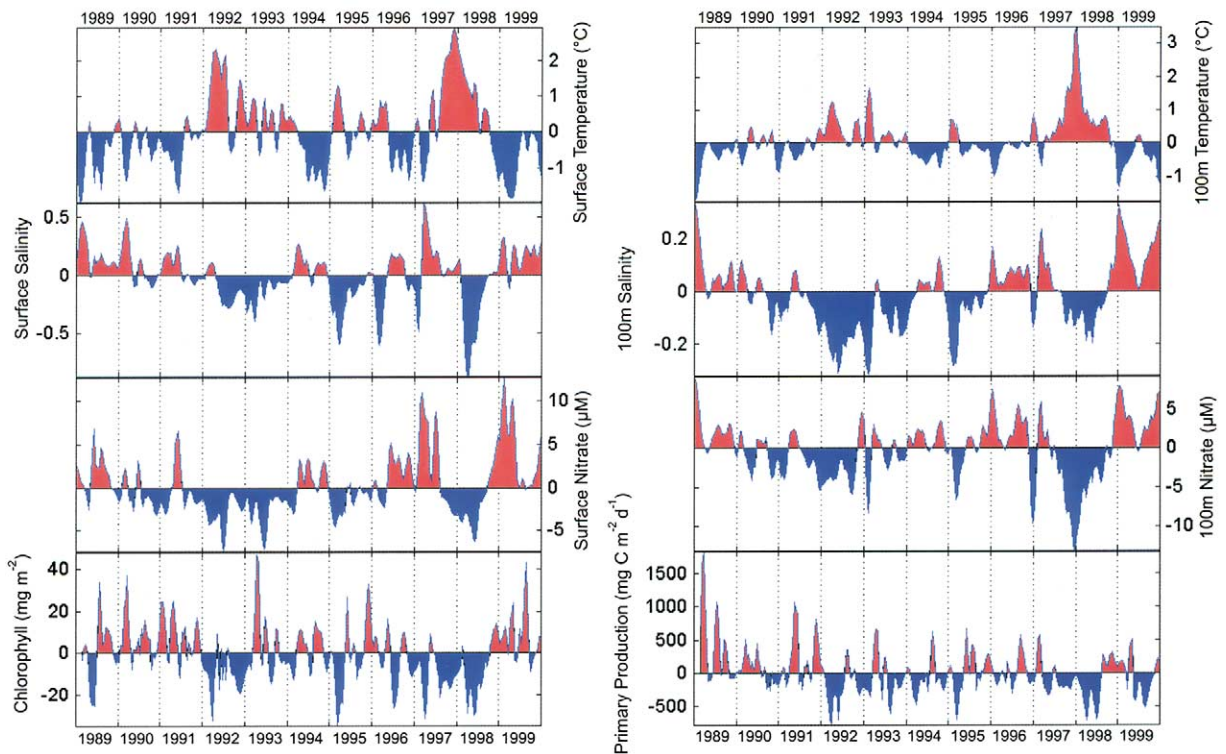 1989 1990 1991 1992 1993 1994 1995 1996 1997 1998 1999
2
1
0
-1
Surface Temperature (°C)
0.5
0
-0.5
Surface Salinity
10
5
0
-5
Surface Nitrate (µM)
40
20
0
-20
Chlorophyll (mg m⁻²)
1989 1990 1991 1992 1993 1994 1995 1996 1997 1998 1999
1989 1990 1991 1992 1993 1994 1995 1996 1997 1998 1999
3
2
1
0
-1
100m Temperature (°C)
0.2
0
-0.2
100m Salinity
5
0
-5
-10
100m Nitrate (µM)
1500
1000
500
0
-500
Primary Production (mg C m⁻² d⁻¹)
1989 1990 1991 1992 1993 1994 1995 1996 1997 1998 1999